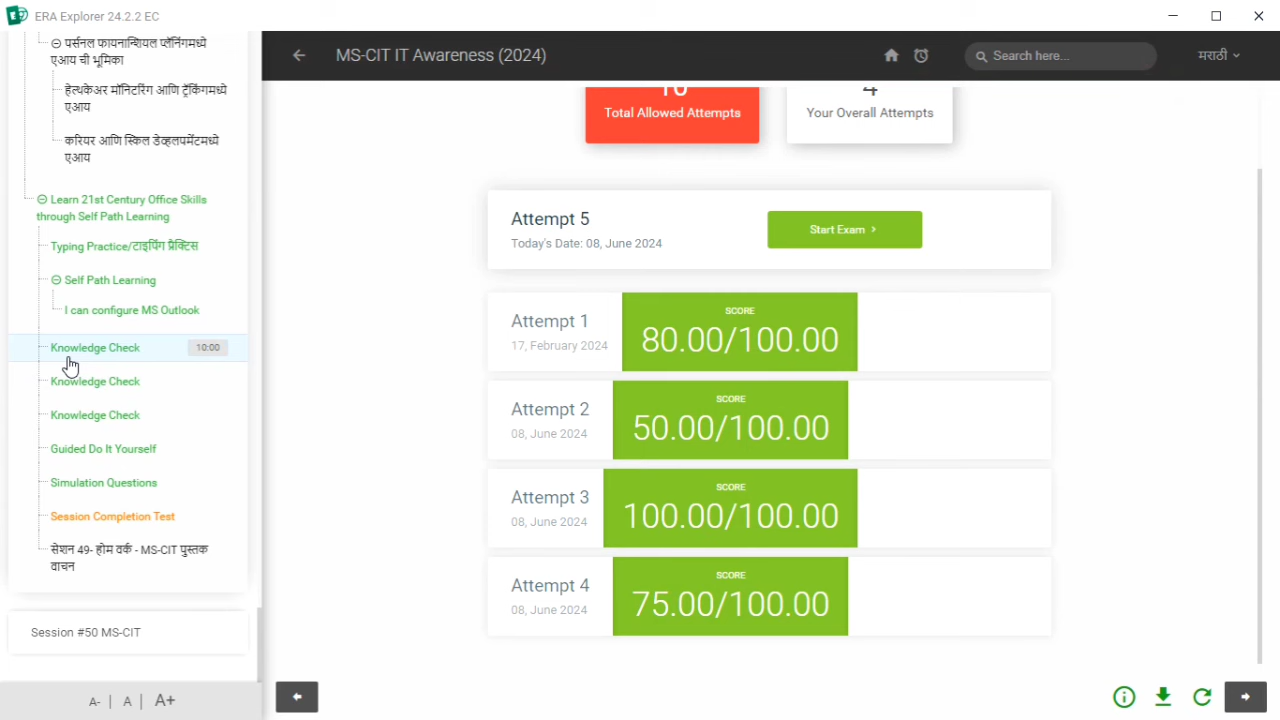 ERA Explorer 24.2.2 EC
पर्सनल फायनान्शियल प्लॅनिंगमध्ये
एआय ची भूमिका
हेल्थकेअर मॉनिटरिंग आणि ट्रॅकिंगमध्ये
एआय
करियर आणि स्किल डेव्हलपमेंटमध्ये
एआय
Learn 21st Century Office Skills
through Self Path Learning
Typing Practice/टाइपिंग प्रॅक्टिस
Self Path Learning
I can configure MS Outlook
Knowledge Check 10:00
Knowledge Check
Knowledge Check
Guided Do It Yourself
Simulation Questions
Session Completion Test
सेशन 49- होम वर्क - MS-CIT पुस्तक
वाचन
Session #50 MS-CIT
A- | A | A+
MS-CIT IT Awareness (2024)
Search here...
मराठी
10
Total Allowed Attempts
4
Your Overall Attempts
Attempt 5
Today's Date: 08, June 2024
Start Exam
Attempt 1
17, February 2024
SCORE
80.00/100.00
Attempt 2
08, June 2024
SCORE
50.00/100.00
Attempt 3
08, June 2024
SCORE
100.00/100.00
Attempt 4
08, June 2024
SCORE
75.00/100.00